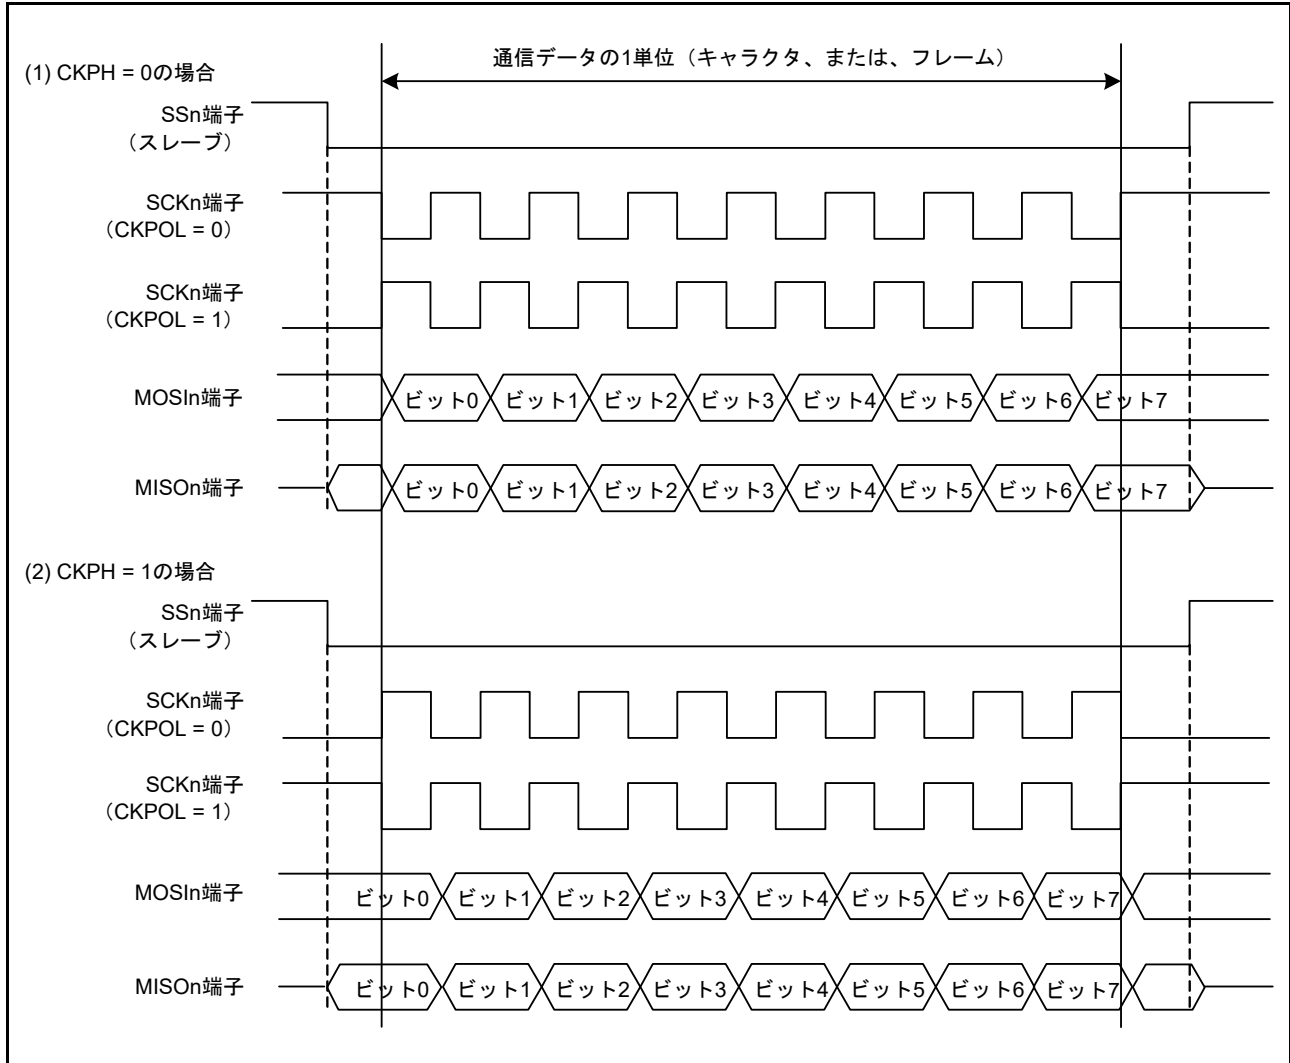 通信データの1単位（キャラクタ、または、フレーム）
(1) CKPH = 0の場合
SSn端子
（スレーブ）
SCKn端子
（CKPOL = 0）
SCKn端子
（CKPOL = 1）
MOSIn端子
ビット0 ビット1 ビット2 ビット3 ビット4 ビット5 ビット6 ビット7
MISOn端子
ビット0 ビット1 ビット2 ビット3 ビット4 ビット5 ビット6 ビット7
(2) CKPH = 1の場合
SSn端子
（スレーブ）
SCKn端子
（CKPOL = 0）
SCKn端子
（CKPOL = 1）
MOSIn端子
ビット0 ビット1 ビット2 ビット3 ビット4 ビット5 ビット6 ビット7
MISOn端子
ビット0 ビット1 ビット2 ビット3 ビット4 ビット5 ビット6 ビット7